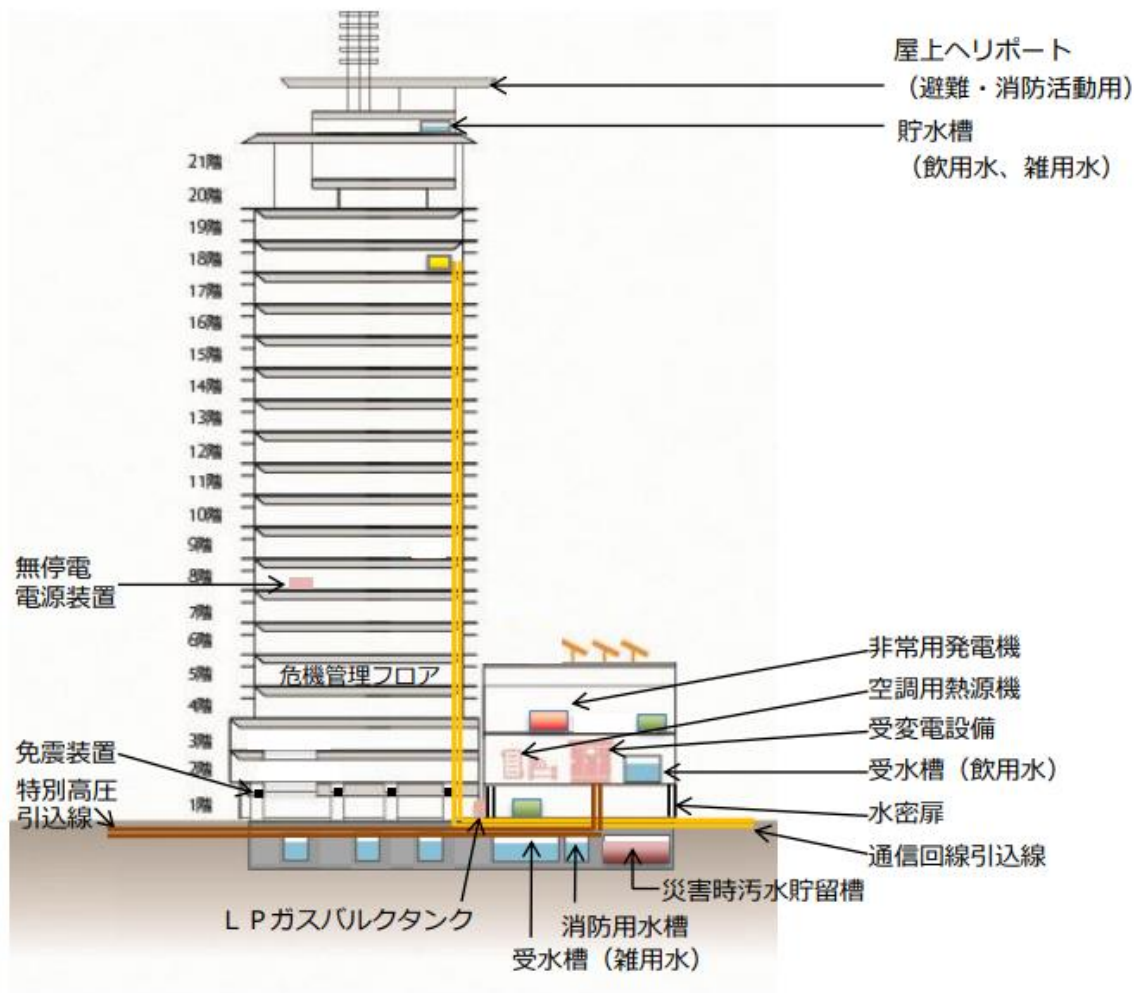 屋上ヘリポート
（避難・消防活動用）
貯水槽
（飲用水、雑用水）
21階
20階
19階
18階
17階
16階
15階
14階
13階
12階
11階
10階
9階
8階
7階
6階
5階
4階
3階
2階
1階
無停電
電源装置
危機管理フロア
免震装置
特別高圧
引込線
非常用発電機
空調用熱源機
受変電設備
受水槽（飲用水）
水密扉
通信回線引込線
災害時汚水貯留槽
ＬＰガスバルクタンク
消防用水槽
受水槽（雑用水）